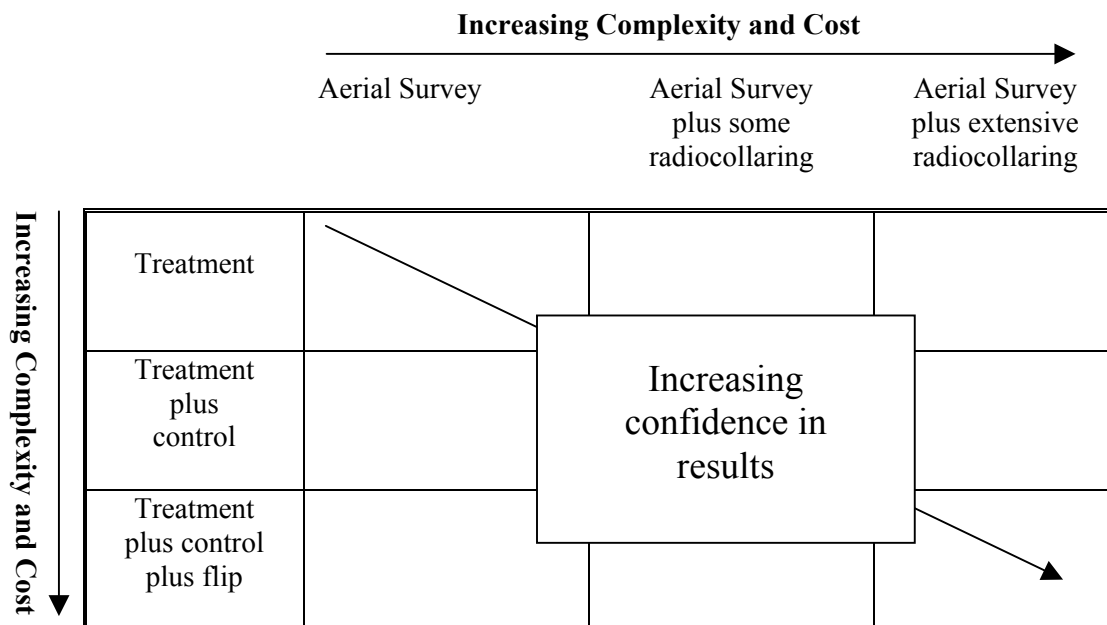 Increasing Complexity and Cost
Aerial Survey
Aerial Survey
plus some
radiocollaring
Aerial Survey
plus extensive
radiocollaring
Increasing Complexity and Cost
Treatment
Treatment
plus
control
Treatment
plus control
plus flip
Increasing
confidence in
results